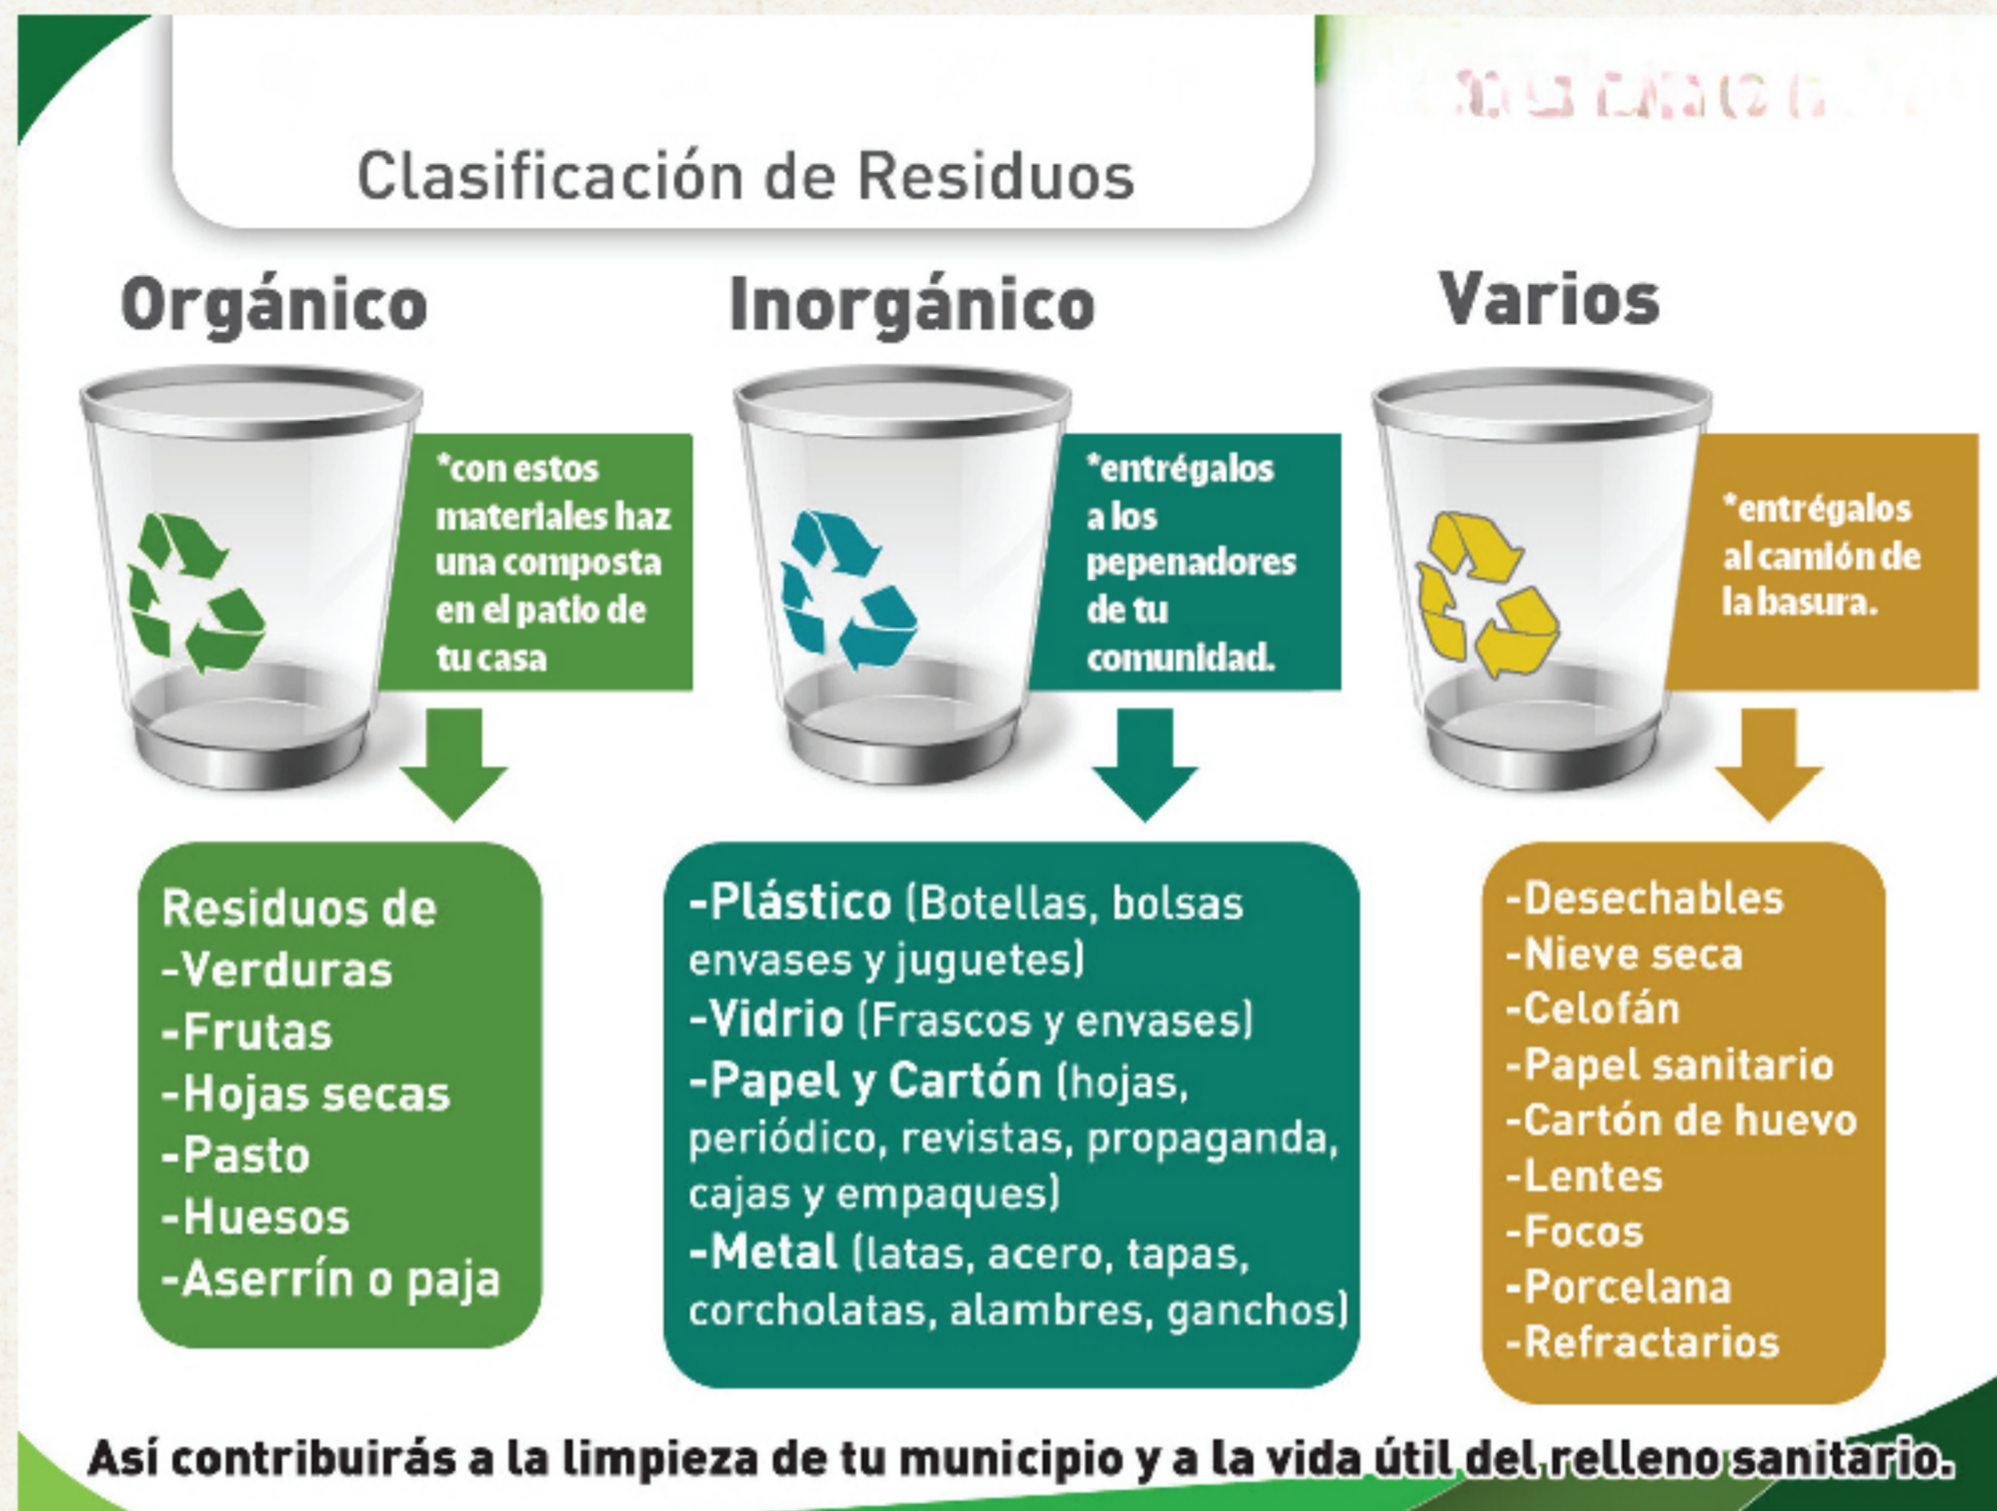 Clasificación de Residuos
Orgánico
*con estos
materiales haz
una composta
en el patio de
tu casa
Residuos de
-Verduras
-Frutas
-Hojas secas
-Pasto
-Huesos
-Aserrín o paja
Inorgánico
*entrégalos
a los
pepenadores
de tu
comunidad.
-Plástico (Botellas, bolsas
envases y juguetes)
-Vidrio (Frascos y envases)
-Papel y Cartón (hojas,
periódico, revistas, propaganda,
cajas y empaques)
-Metal (latas, acero, tapas,
corcholatas, alambres, ganchos)
Varios
*entrégalos
al camión de
la basura.
-Desechables
-Nieve seca
-Celofán
-Papel sanitario
-Cartón de huevo
-Lentes
-Focos
-Porcelana
-Refractarios
Así contribuirás a la limpieza de tu municipio y a la vida útil del relleno sanitario.